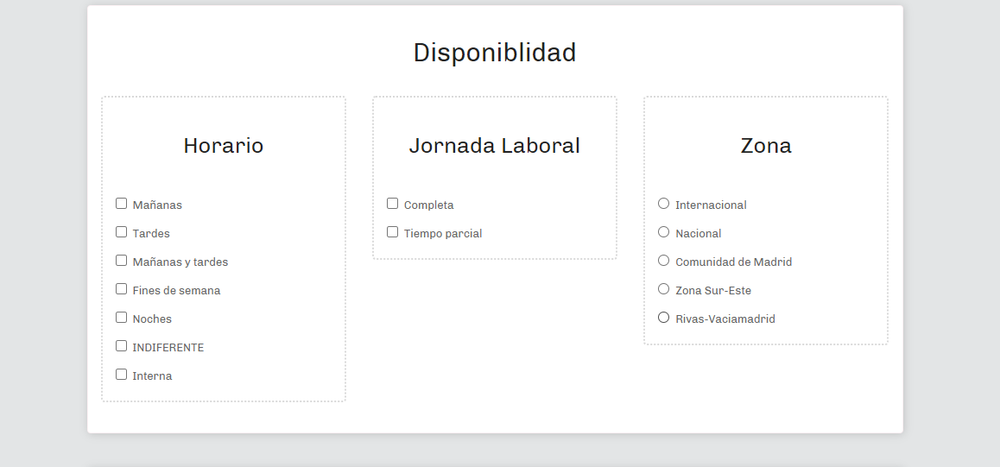 Disponiblidad
Horario
Mañanas
Tardes
Mañanas y tardes
Fines de semana
Noches
INDIFERENTE
Interna
Jornada Laboral
Completa
Tiempo parcial
Zona
Internacional
Nacional
Comunidad de Madrid
Zona Sur-Este
Rivas-Vaciamadrid